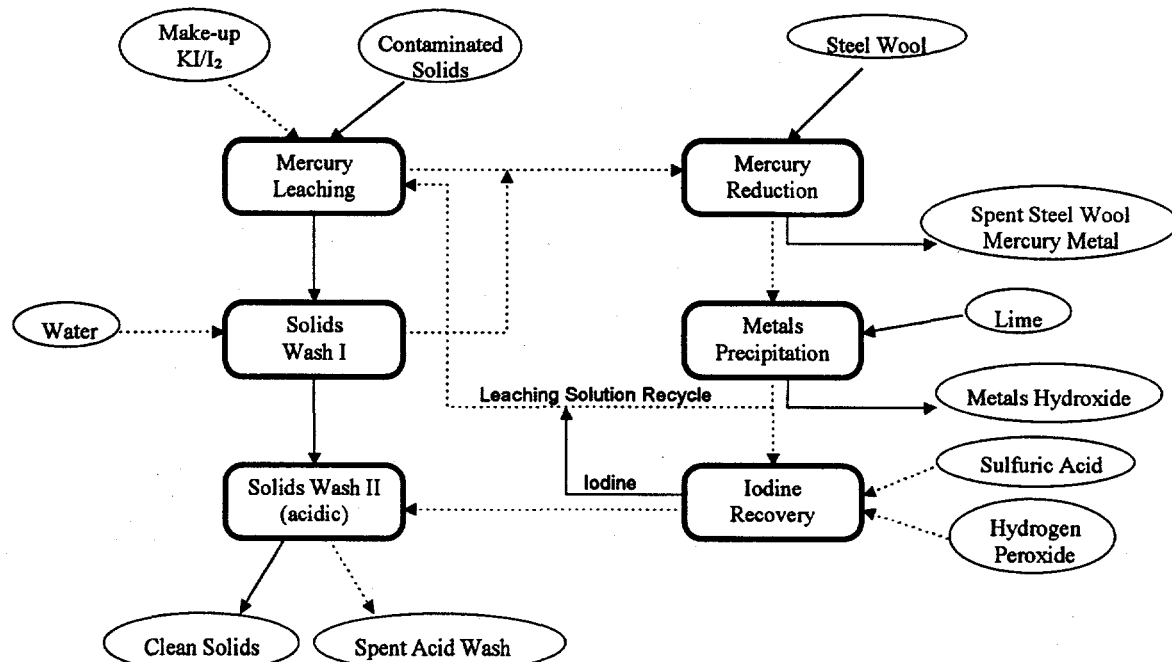 Make-up
KI/I₂
Contaminated
Solids
Steel Wool
Mercury
Leaching
Mercury
Reduction
Spent Steel Wool
Mercury Metal
Water
Solids
Wash I
Metals
Precipitation
Lime
Leaching Solution Recycle
Metals Hydroxide
Solids Wash II
(acidic)
Iodine
Iodine
Recovery
Sulfuric Acid
Hydrogen
Peroxide
Clean Solids
Spent Acid Wash